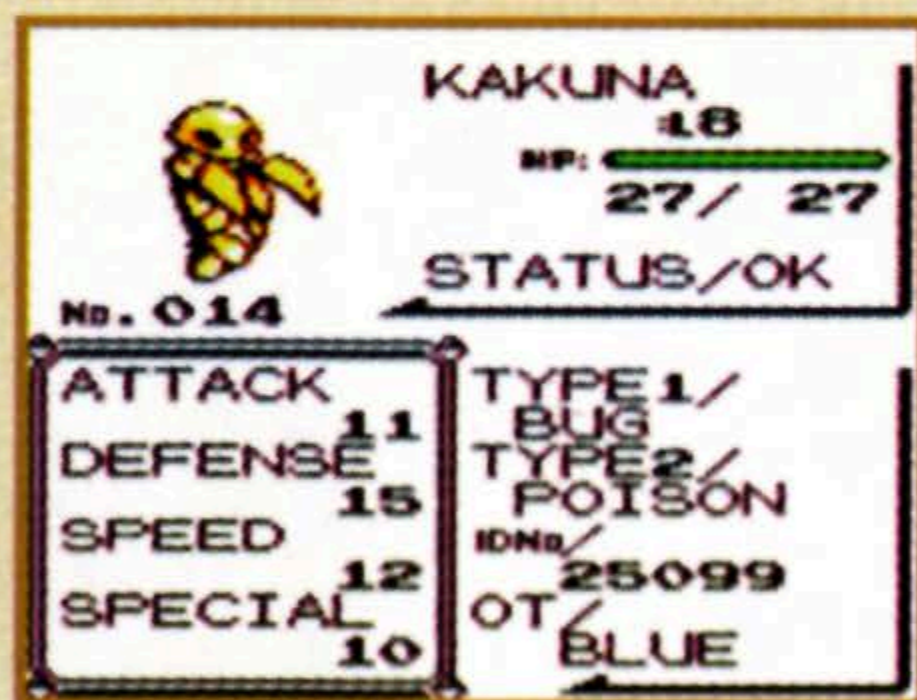 KAKUNA
:L8
HP:
27/ 27
STATUS/OK
No.014
ATTACK
11
DEFENSE
15
SPEED
12
SPECIAL
10
TYPE1/
BUG
TYPE2/
POISON
IDNo/
25099
OT/
BLUE